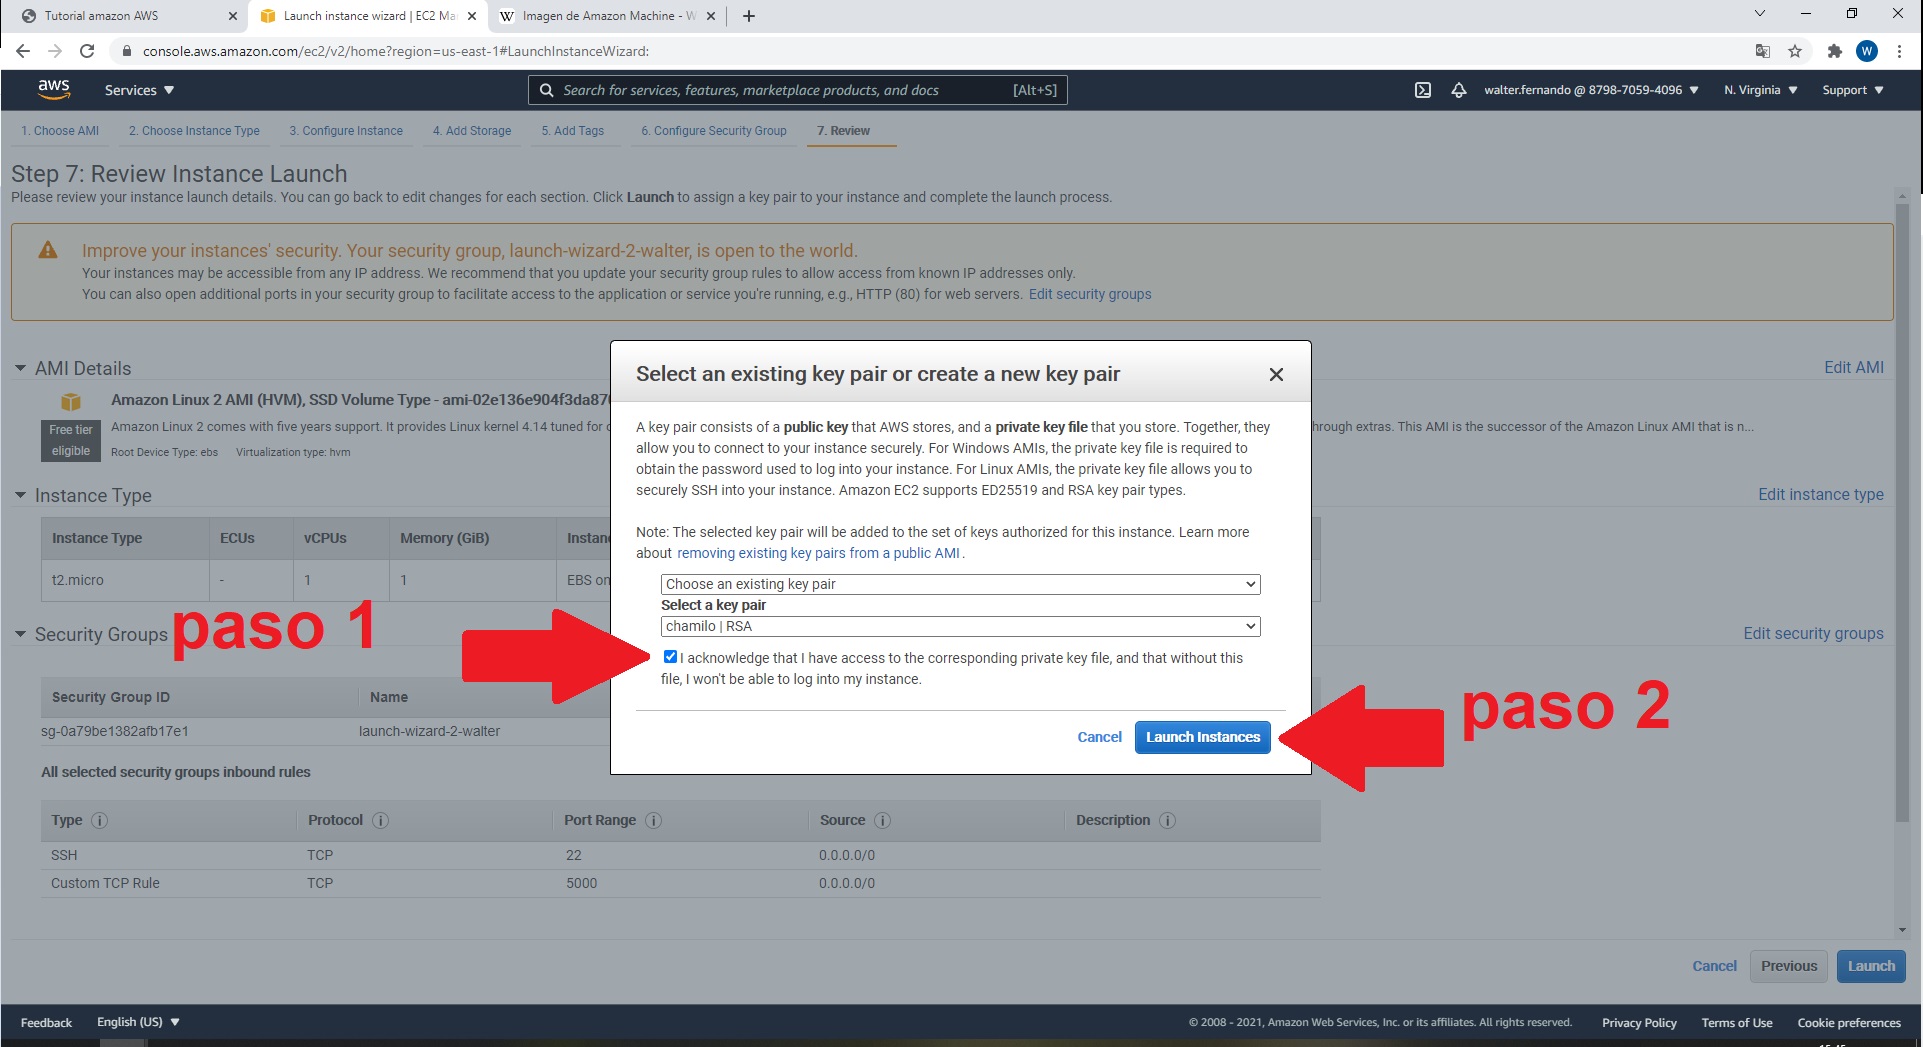 Tutorial amazon AWS
Launch instance wizard | EC2 Ma
Imagen de Amazon Machine - W
console.aws.amazon.com/ec2/v2/home?region=us-east-1#LaunchInstanceWizard:
W
aws
Services
Search for services, features, marketplace products, and docs
[Alt+S]
walter.fernando @ 8798-7059-4096
N. Virginia
Support
1. Choose AMI
2. Choose Instance Type
3. Configure Instance
4. Add Storage
5. Add Tags
6. Configure Security Group
7. Review
Step 7: Review Instance Launch
Please review your instance launch details. You can go back to edit changes for each section. Click Launch to assign a key pair to your instance and complete the launch process.
Improve your instances' security. Your security group, launch-wizard-2-walter, is open to the world.
Your instances may be accessible from any IP address. We recommend that you update your security group rules to allow access from known IP addresses only.
You can also open additional ports in your security group to facilitate access to the application or service you're running, e.g., HTTP (80) for web servers. Edit security groups
AMI Details
Edit AMI
Amazon Linux 2 AMI (HVM), SSD Volume Type - ami-02e136e904f3da870
Free tier
eligible
Amazon Linux 2 comes with five years support. It provides Linux kernel 4.14 tuned for
hrough extras. This AMI is the successor of the Amazon Linux AMI that is n...
Root Device Type: ebs
Virtualization type: hvm
Instance Type
Edit instance type
Instance Type
ECUs
vCPUs
Memory (GiB)
Instan
t2.micro
-
1
1
EBS on
Security Groups
Edit security groups
Security Group ID
Name
sg-0a79be1382afb17e1
launch-wizard-2-walter
All selected security groups inbound rules
Type
Protocol
Port Range
Source
Description
SSH
TCP
22
0.0.0.0/0
Custom TCP Rule
TCP
5000
0.0.0.0/0
Select an existing key pair or create a new key pair
A key pair consists of a public key that AWS stores, and a private key file that you store. Together, they
allow you to connect to your instance securely. For Windows AMIs, the private key file is required to
obtain the password used to log into your instance. For Linux AMIs, the private key file allows you to
securely SSH into your instance. Amazon EC2 supports ED25519 and RSA key pair types.
Note: The selected key pair will be added to the set of keys authorized for this instance. Learn more
about removing existing key pairs from a public AMI.
Choose an existing key pair
Select a key pair
chamilo | RSA
I acknowledge that I have access to the corresponding private key file, and that without this
file, I won't be able to log into my instance.
Cancel
Launch Instances
paso 1
paso 2
Cancel
Previous
Launch
Feedback
English (US)
© 2008 - 2021, Amazon Web Services, Inc. or its affiliates. All rights reserved.
Privacy Policy
Terms of Use
Cookie preferences